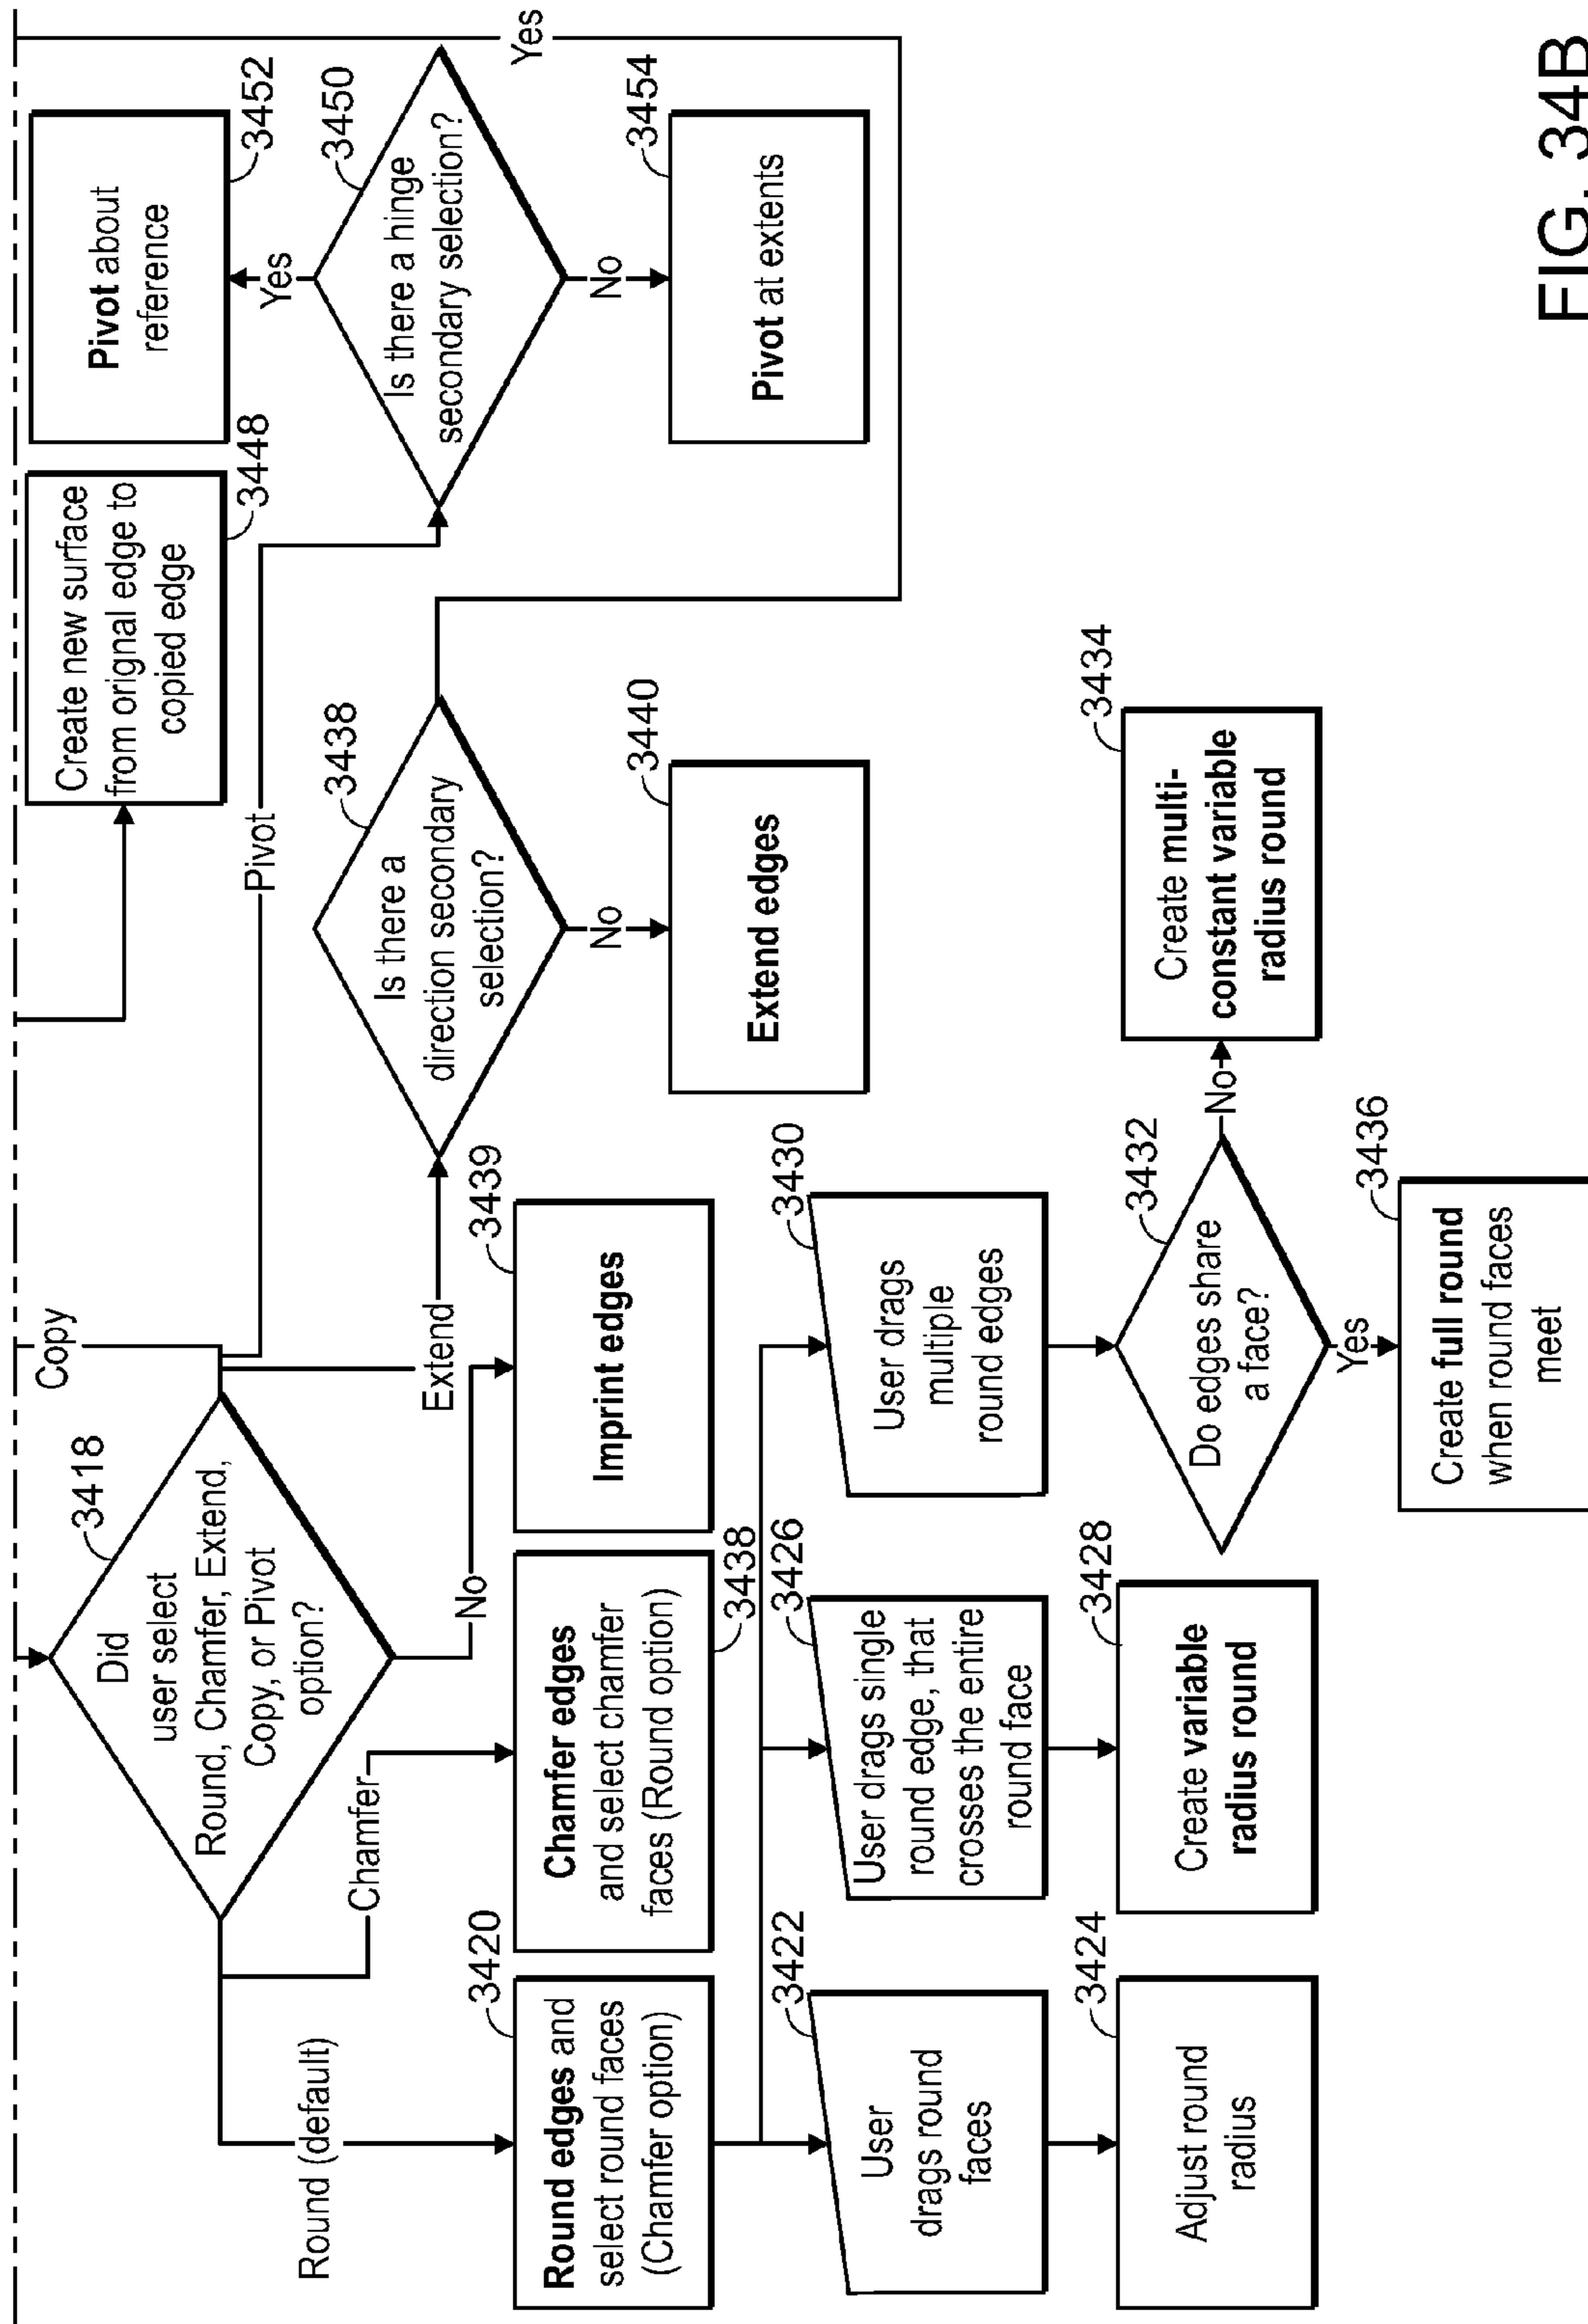 Copy
3418
Did
user select
Round, Chamfer, Extend,
Copy, or Pivot
option?
Round (default)
Chamfer
No
Extend
Pivot
3420
Round edges and
select round faces
(Chamfer option)
Chamfer edges
and select chamfer
faces (Round option)
3438
3439
Imprint edges
3422
User
drags round
faces
3424
Adjust round
radius
3426
User drags single
round edge, that
crosses the entire
round face
3428
Create variable
radius round
3430
User drags
multiple
round edges
3432
Do edges share
a face?
No
Yes
3434
Create multi-
constant variable
radius round
3436
Create full round
when round faces
meet
3438
Is there a
direction secondary
selection?
No
Yes
3440
Extend edges
3448
Create new surface
from orignal edge to
copied edge
3450
Is there a hinge
secondary selection?
Yes
No
3452
Pivot about
reference
3454
Pivot at extents
FIG. 34B